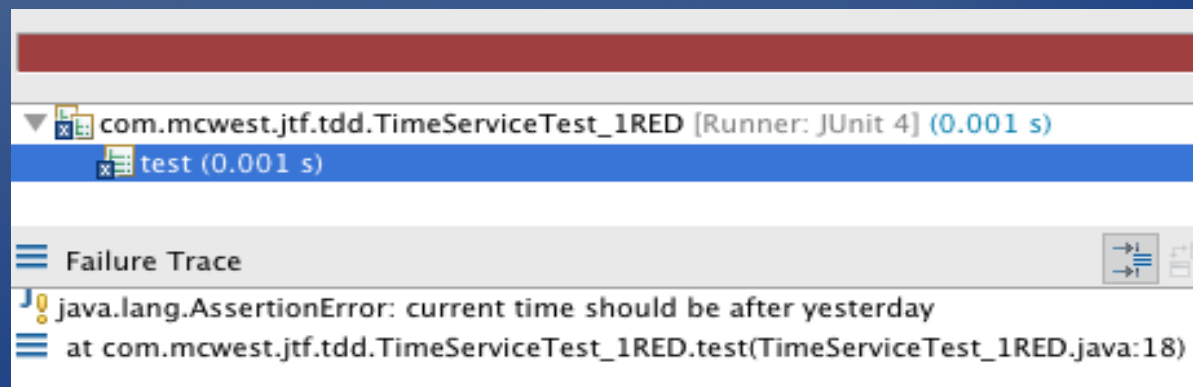 com.mcwest.jtf.tdd.TimeServiceTest_1RED [Runner: JUnit 4] (0.001 s)
test (0.001 s)
Failure Trace
java.lang.AssertionError: current time should be after yesterday
at com.mcwest.jtf.tdd.TimeServiceTest_1RED.test(TimeServiceTest_1RED.java:18)